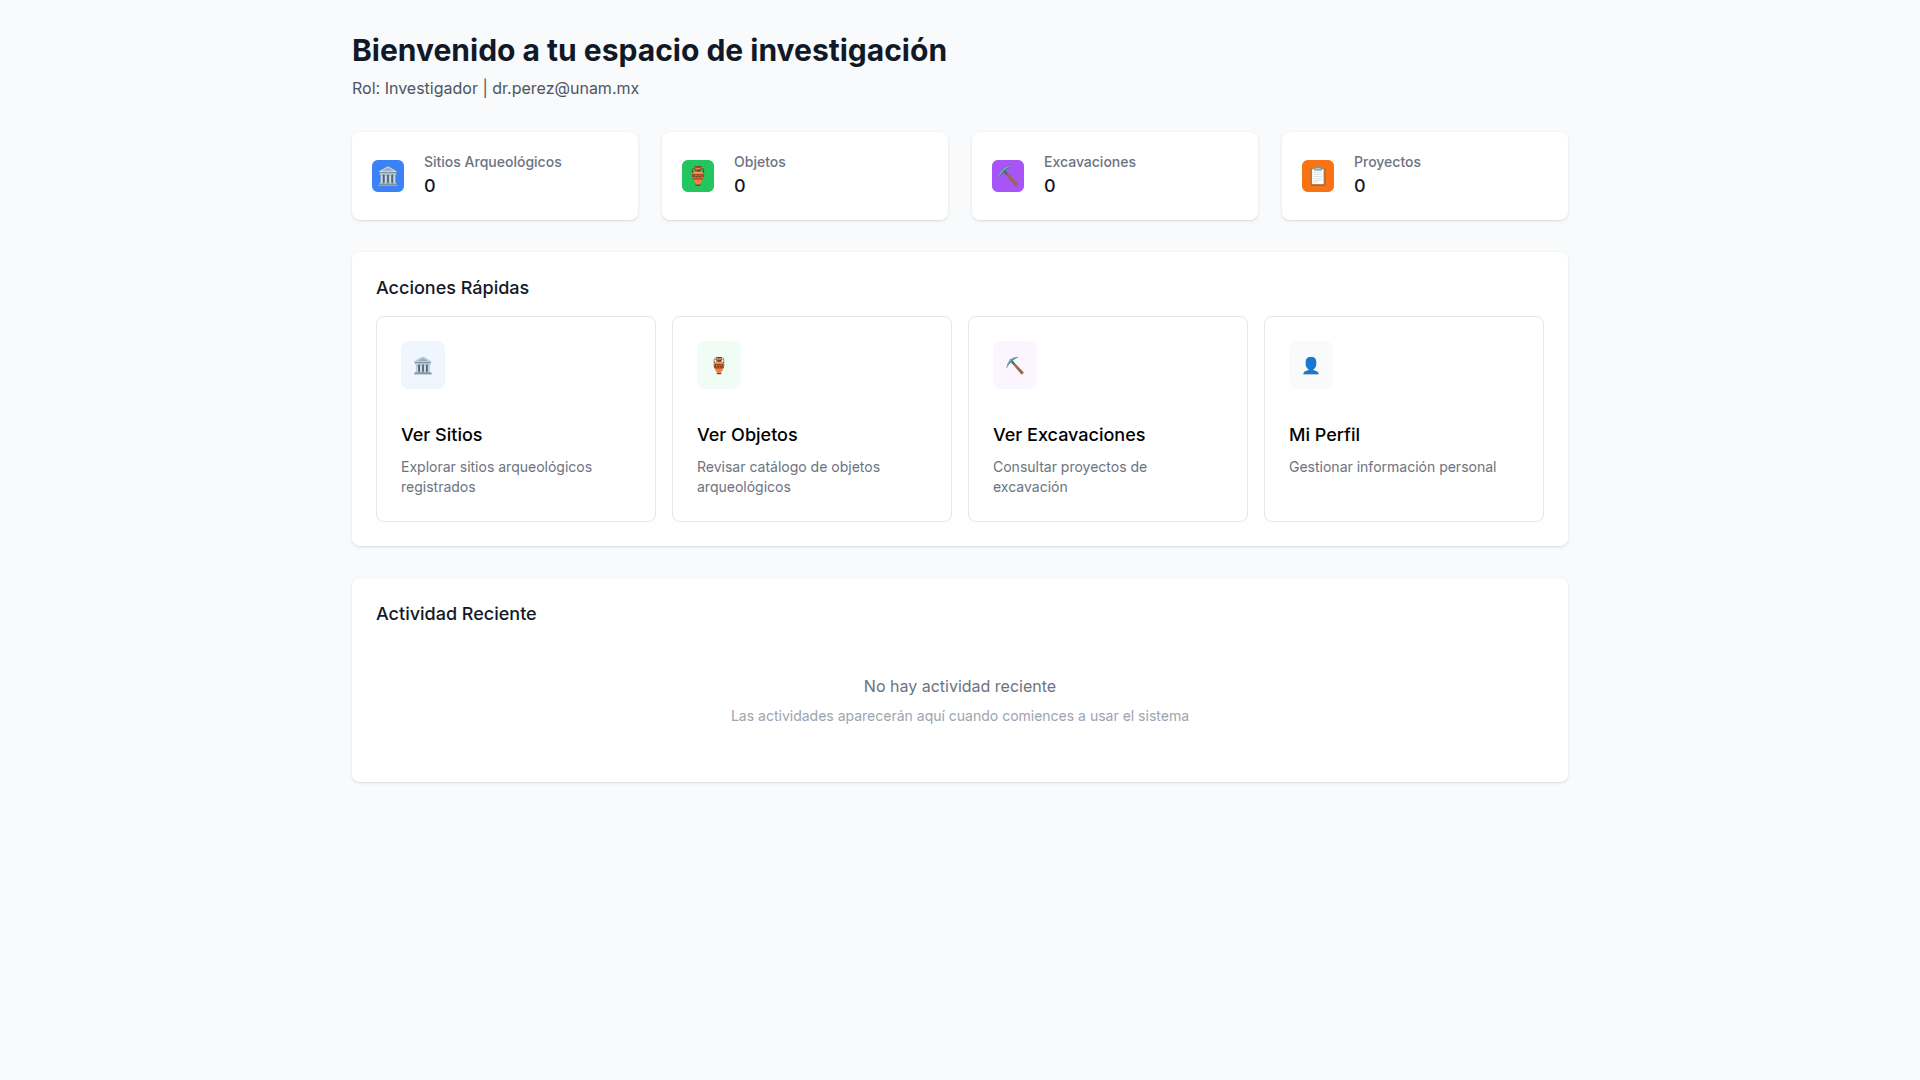 Bienvenido a tu espacio de investigación
Rol: Investigador | dr.perez@unam.mx
Sitios Arqueológicos
0
Objetos
0
Excavaciones
0
Proyectos
0
Acciones Rápidas
Ver Sitios
Explorar sitios arqueológicos
registrados
Ver Objetos
Revisar catálogo de objetos
arqueológicos
Ver Excavaciones
Consultar proyectos de
excavación
Mi Perfil
Gestionar información personal
Actividad Reciente
No hay actividad reciente
Las actividades aparecerán aquí cuando comiences a usar el sistema